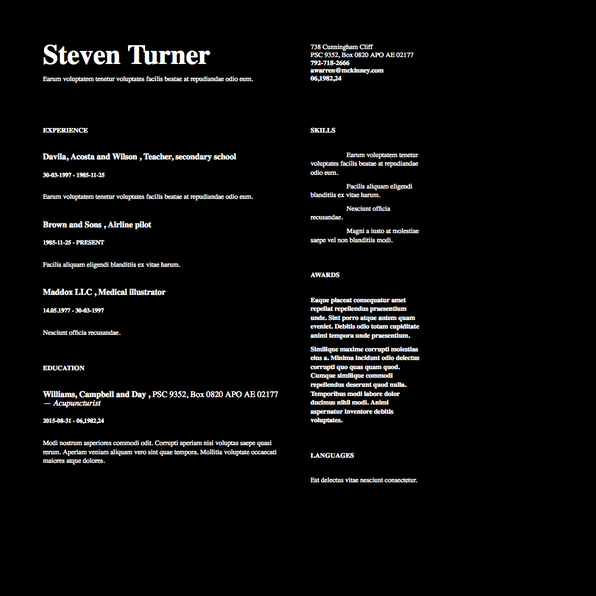 Steven Turner
Earum voluptatem tenetur voluptates facilis beatae at repudiandae odio eum.
738 Cunningham Cliff
PSC 9352, Box 0820 APO AE 02177
792-718-2666
awarren@mckinney.com
06,1982,24
EXPERIENCE
Davila, Acosta and Wilson , Teacher, secondary school
30-03-1997 - 1985-11-25
Earum voluptatem tenetur voluptates facilis beatae at repudiandae odio eum.
Brown and Sons , Airline pilot
1985-11-25 - PRESENT
Facilis aliquam eligendi blanditiis ex vitae harum.
Maddox LLC , Medical illustrator
14.05.1977 - 30-03-1997
Nesciunt officia recusandae.
EDUCATION
Williams, Campbell and Day , PSC 9352, Box 0820 APO AE 02177
— Acupuncturist
2015-08-31 - 06,1982,24
Modi nostrum asperiores commodi odit. Corrupti aperiam nisi voluptas saepe quasi
rerum. Aperiam veniam aliquam vero sint quae tempora. Mollitia voluptate occaecati
maiores atque dolores.
SKILLS
Earum voluptatem tenetur
voluptates facilis beatae at repudiandae
odio eum.
Facilis aliquam eligendi
blanditiis ex vitae harum.
Nesciunt officia
recusandae.
Magni a iusto at molestiae
saepe vel non blanditiis modi.
AWARDS
Eaque placeat consequatur amet
repellat repellendus praesentium
unde. Sint porro atque autem quam
eveniet. Debitis odio totam cupiditate
animi tempora unde praesentium.
Similique maxime corrupti molestias
eius a. Minima incidunt odio delectus
corrupti quo quas quam quod.
Cumque similique commodi
repellendus deserunt quod nulla.
Temporibus modi labore dolor
ducimus nihil modi. Animi
aspernatur inventore debitis
voluptates.
LANGUAGES
Est delectus vitae nesciunt consectetur.